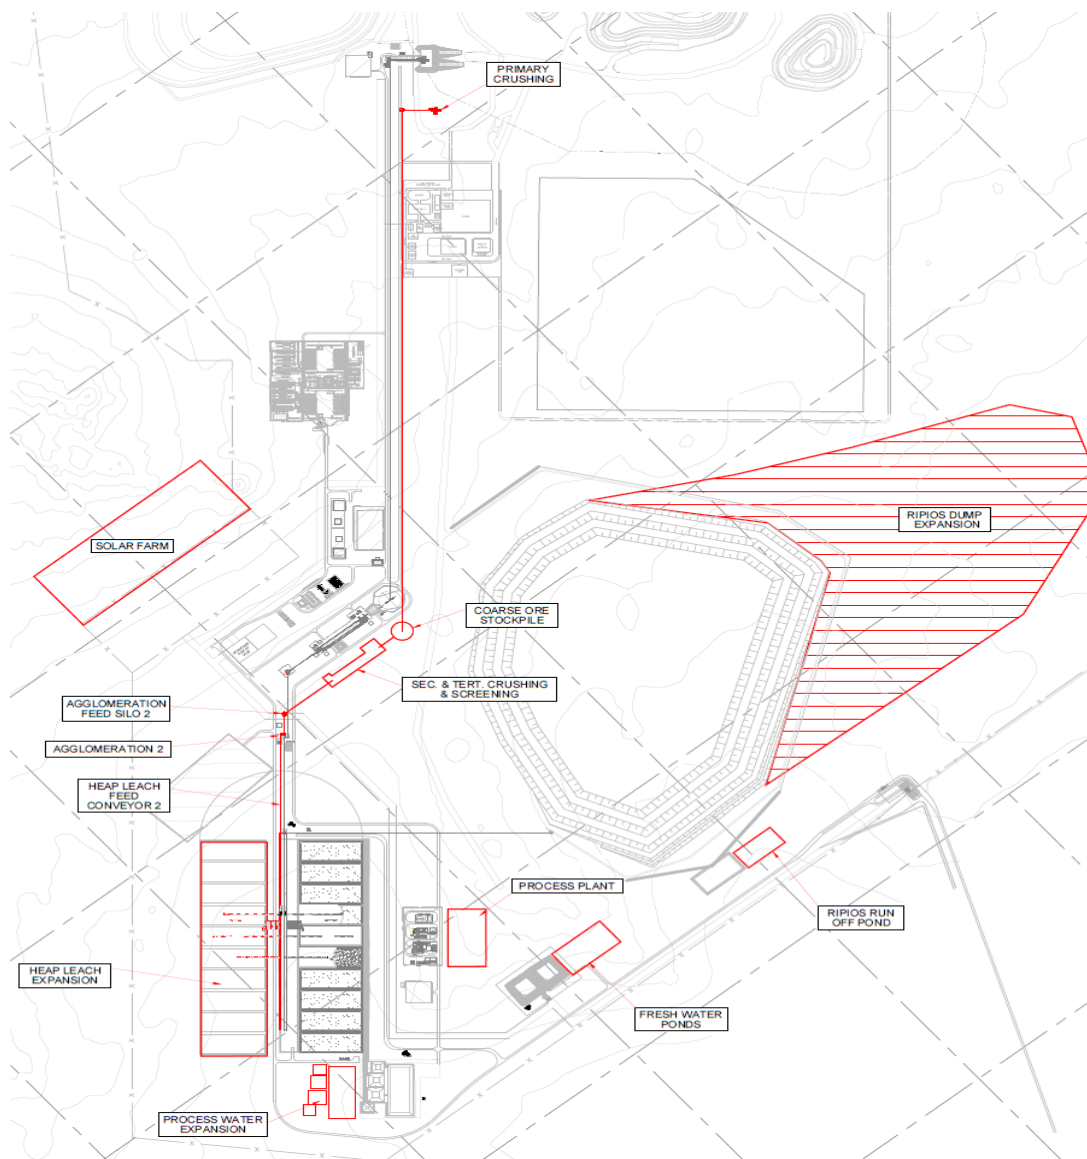 PRIMARY
CRUSHING
RIPIOS DUMP
EXPANSION
SOLAR FARM
COARSE ORE
STOCKPILE
SEC. & TERT. CRUSHING
& SCREENING
AGGLOMERATION
FEED SILO 2
AGGLOMERATION 2
HEAP LEACH
FEED
CONVEYOR 2
PROCESS PLANT
RIPIOS RUN
OFF POND
HEAP LEACH
EXPANSION
FRESH WATER
PONDS
PROCESS WATER
EXPANSION